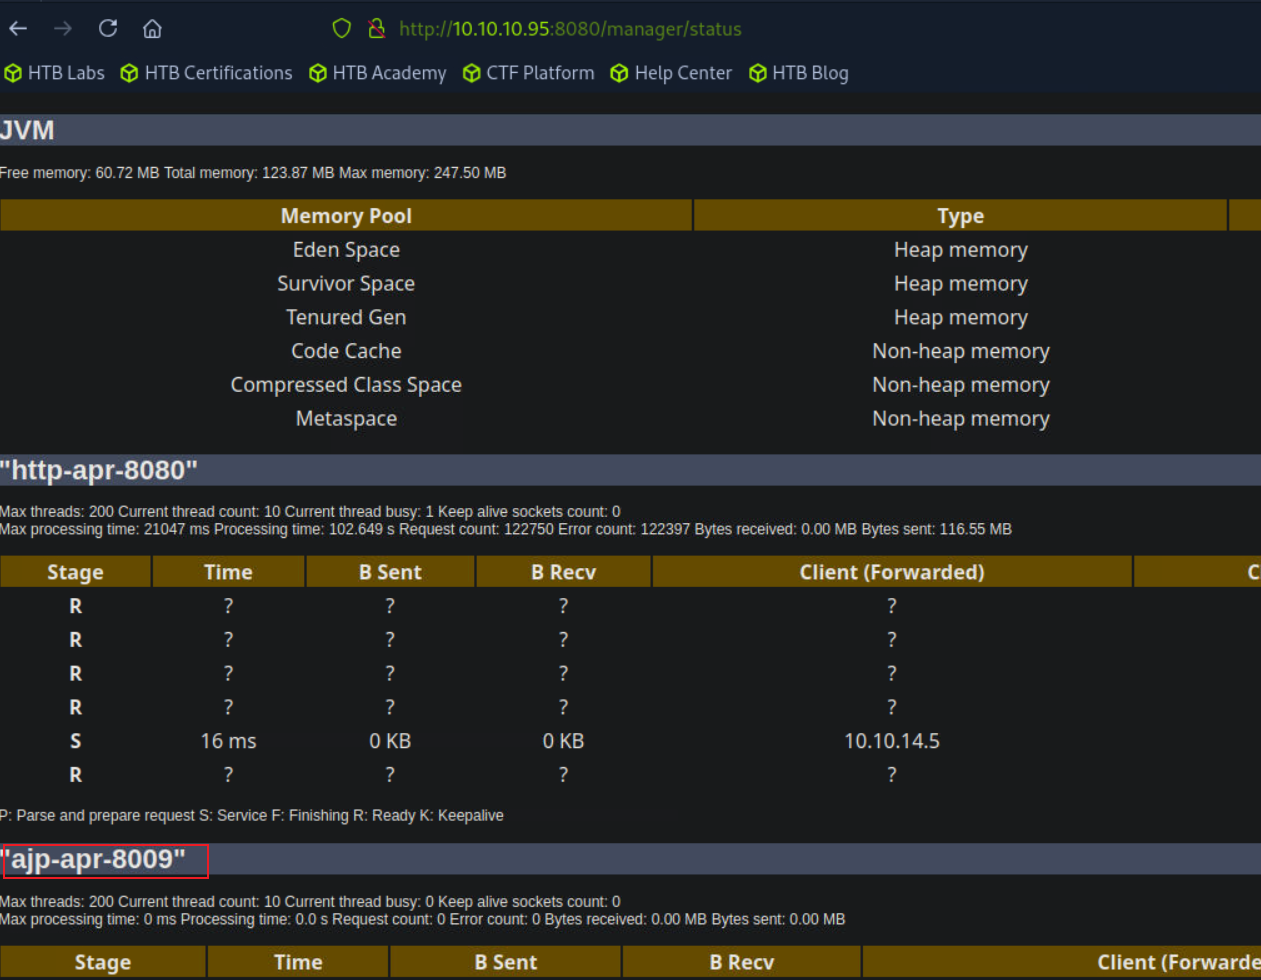 http://10.10.10.95:8080/manager/status
HTB Labs HTB Certifications HTB Academy CTF Platform Help Center HTB Blog
JVM
Free memory: 60.72 MB Total memory: 123.87 MB Max memory: 247.50 MB
Memory Pool Type
Eden Space Heap memory
Survivor Space Heap memory
Tenured Gen Heap memory
Code Cache Non-heap memory
Compressed Class Space Non-heap memory
Metaspace Non-heap memory
"http-apr-8080"
Max threads: 200 Current thread count: 10 Current thread busy: 1 Keep alive sockets count: 0
Max processing time: 21047 ms Processing time: 102.649 s Request count: 122750 Error count: 122397 Bytes received: 0.00 MB Bytes sent: 116.55 MB
Stage Time B Sent B Recv Client (Forwarded) C
R ? ? ? ?
R ? ? ? ?
R ? ? ? ?
R ? ? ? ?
S 16 ms 0 KB 0 KB 10.10.14.5
R ? ? ? ?
P: Parse and prepare request S: Service F: Finishing R: Ready K: Keepalive
"ajp-apr-8009"
Max threads: 200 Current thread count: 10 Current thread busy: 0 Keep alive sockets count: 0
Max processing time: 0 ms Processing time: 0.0 s Request count: 0 Error count: 0 Bytes received: 0.00 MB Bytes sent: 0.00 MB
Stage Time B Sent B Recv Client (Forwarde